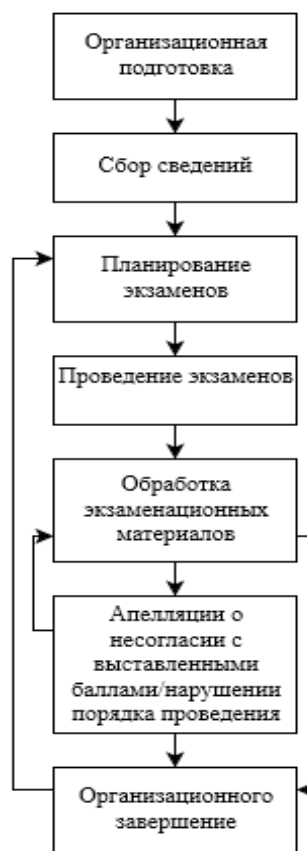 Организационная
подготовка
Сбор сведений
Планирование
экзаменов
Проведение экзаменов
Обработка
экзаменационных
материалов
Апелляции о
несогласии с
выставленными
баллами/нарушении
порядка проведения
Организационного
завершение